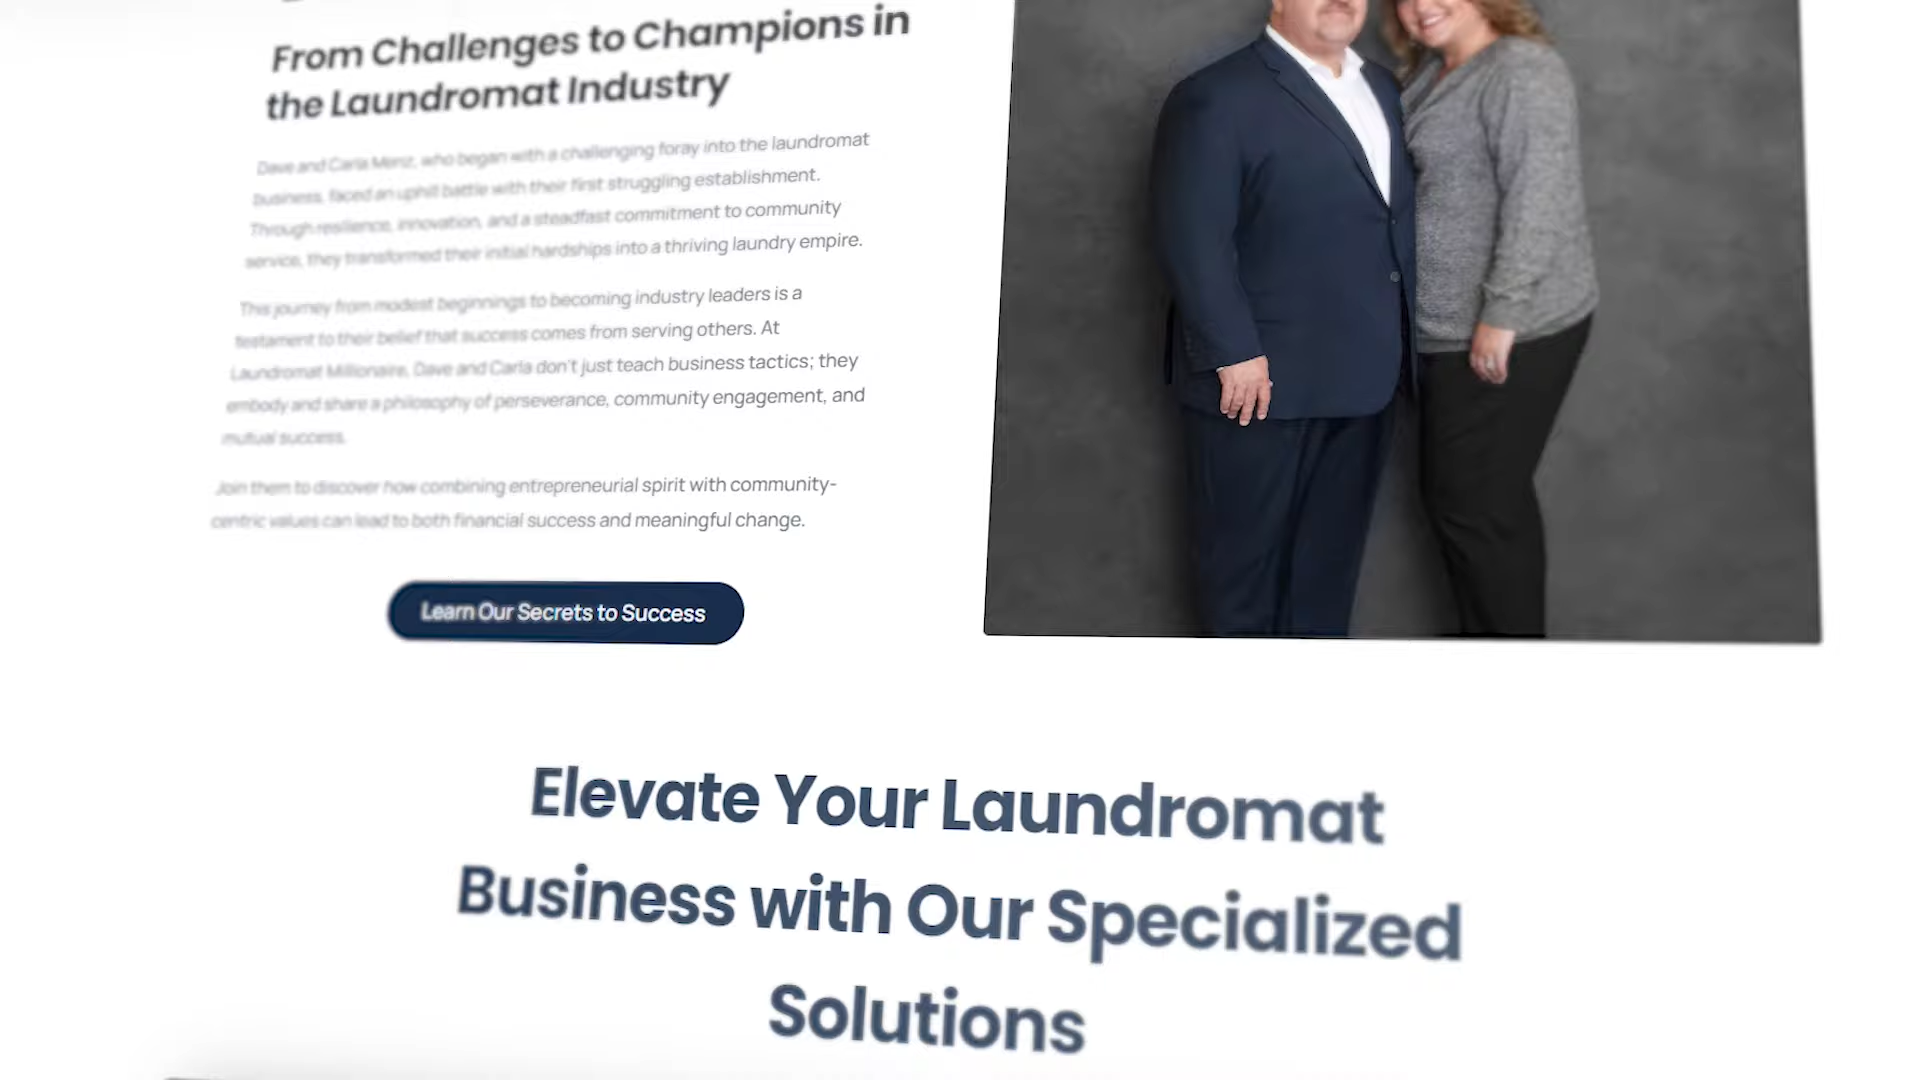 From Challenges to Champions in
the Laundromat Industry
Dave and Carla Menz, who began with a challenging foray into the laundromat
business, faced an uphill battle with their first struggling establishment.
Through resilience, innovation, and a steadfast commitment to community
service, they transformed their initial hardships into a thriving laundry empire.
This journey from modest beginnings to becoming industry leaders is a
testament to their belief that success comes from serving others. At
Laundromat Millionaire, Dave and Carla don't just teach business tactics; they
embody and share a philosophy of perseverance, community engagement, and
mutual success.
Join them to discover how combining entrepreneurial spirit with community-
centric values can lead to both financial success and meaningful change.
Learn Our Secrets to Success
Elevate Your Laundromat
Business with Our Specialized
Solutions